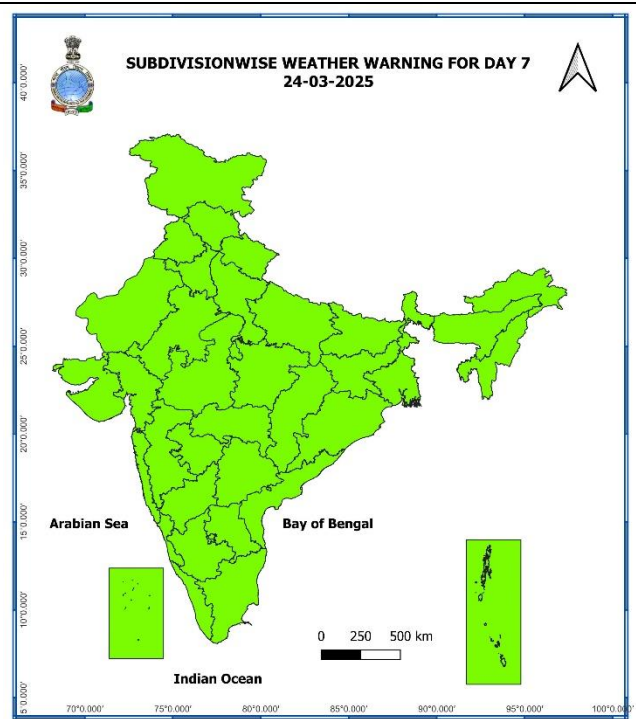 SUBDIVISIONWISE WEATHER WARNING FOR DAY 7
24-03-2025
40°0.000'
35°0.000'
30°0.000'
25°0.000'
20°0.000'
15°0.000'
10°0.000'
5°0.000'
Arabian Sea
Bay of Bengal
0 250 500 km
Indian Ocean
70°0.000' 75°0.000' 80°0.000' 85°0.000' 90°0.000' 95°0.000' 100°0.000'